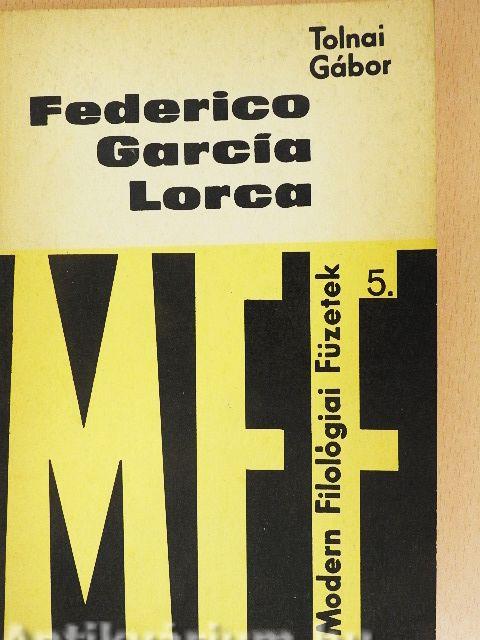 Tolnai
Gábor
Federico
García
Lorca
MFF
Modern Filológiai Füzetek
5.